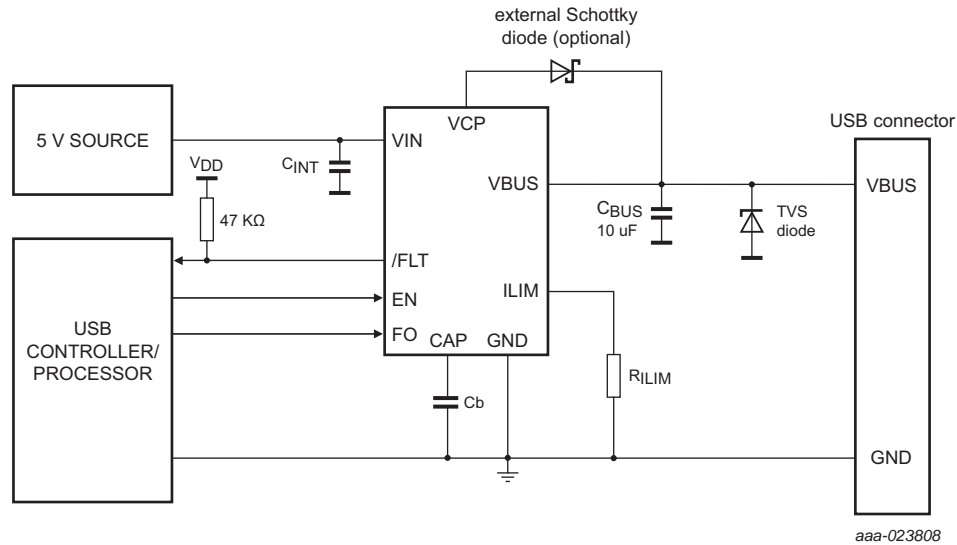 external Schottky
diode (optional)
5 V SOURCE
VIN
VCP
USB connector
VDD
CINT
VBUS
VBUS
47 KΩ
CBUS
10 uF
TVS
diode
/FLT
ILIM
EN
FO
USB
CONTROLLER/
PROCESSOR
CAP
GND
RILIM
Cb
GND
aaa-023808